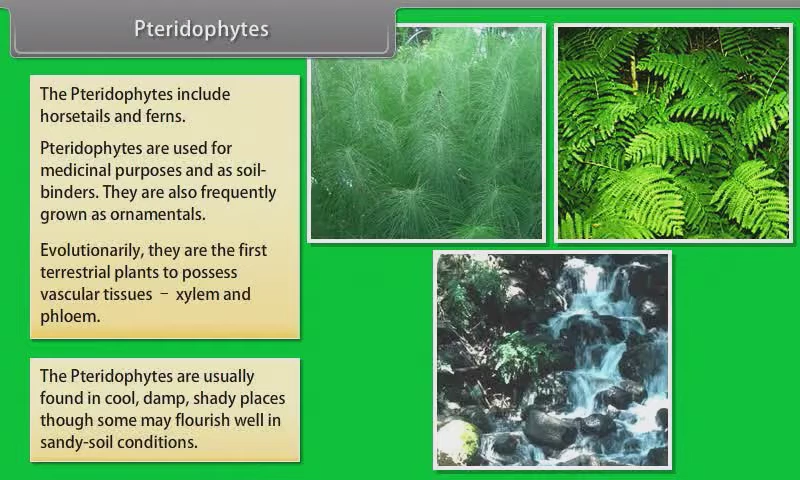 Pteridophytes
The Pteridophytes include
horsetails and ferns.
Pteridophytes are used for
medicinal purposes and as soil-
binders. They are also frequently
grown as ornamentals.
Evolutionarily, they are the first
terrestrial plants to possess
vascular tissues – xylem and
phloem.
The Pteridophytes are usually
found in cool, damp, shady places
though some may flourish well in
sandy-soil conditions.